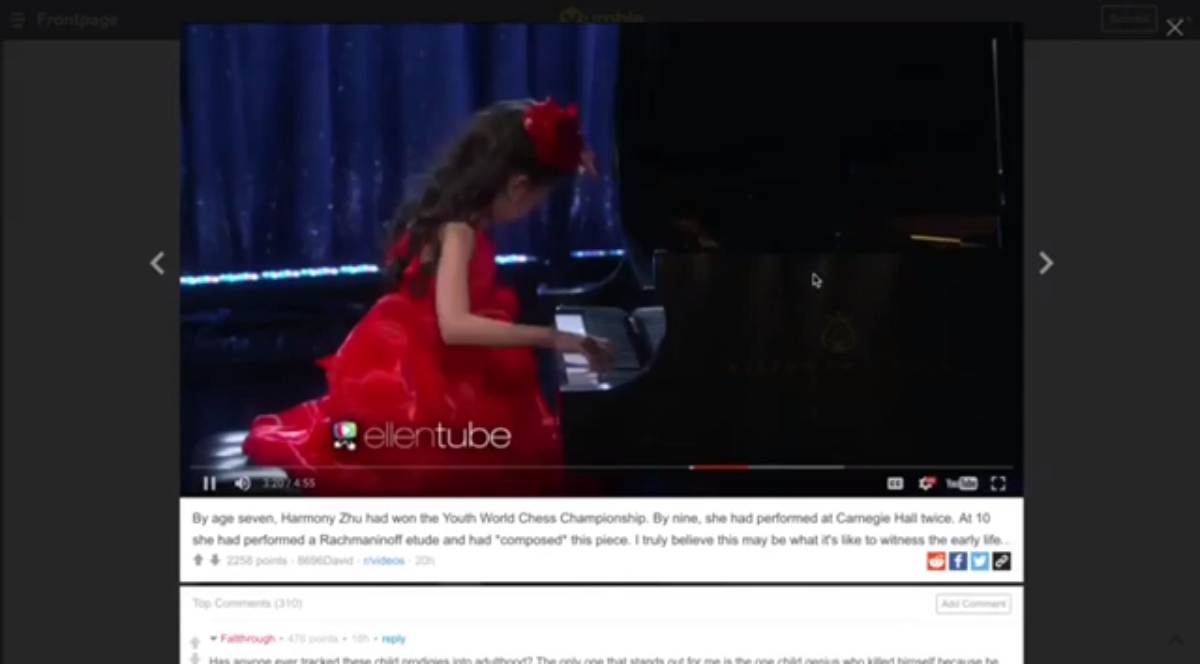 Frontpage
Submit
ellentube
3:20 / 4:55
CC
YouTube
By age seven, Harmony Zhu had won the Youth World Chess Championship. By nine, she had performed at Carnegie Hall twice. At 10
she had performed a Rachmaninoff etude and had "composed" this piece. I truly believe this may be what it's like to witness the early life...
2258 points · 8696David · r/videos · 20h
Top Comments (310)
Add Comment
Fallthrough • 476 points • 18h • reply
Has anyone ever tracked these child prodigies into adulthood? The only one that stands out for me is the one child genius who killed himself because he